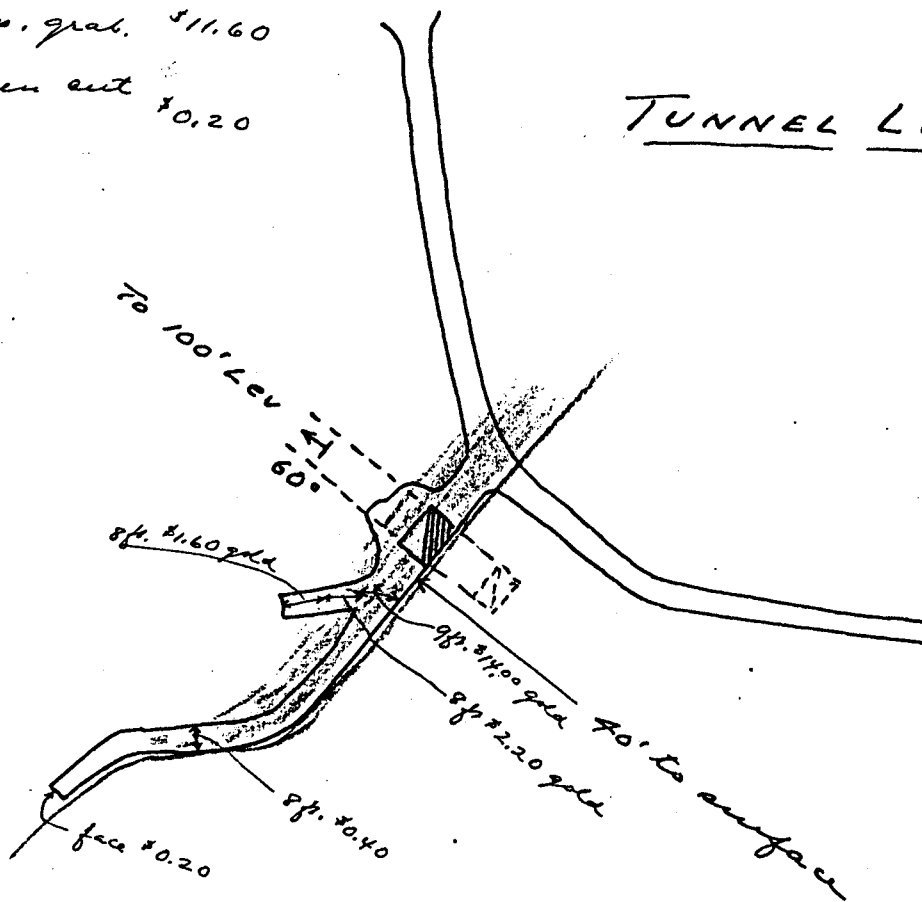 grab. $11.60
cut $0.20
TUNNEL L
To 100' Lev
60°
8ft. $1.60 gold
9ft. $14.00 gold
40' to surface
8ft $2.20 gold
8ft. $0.40
face $0.20